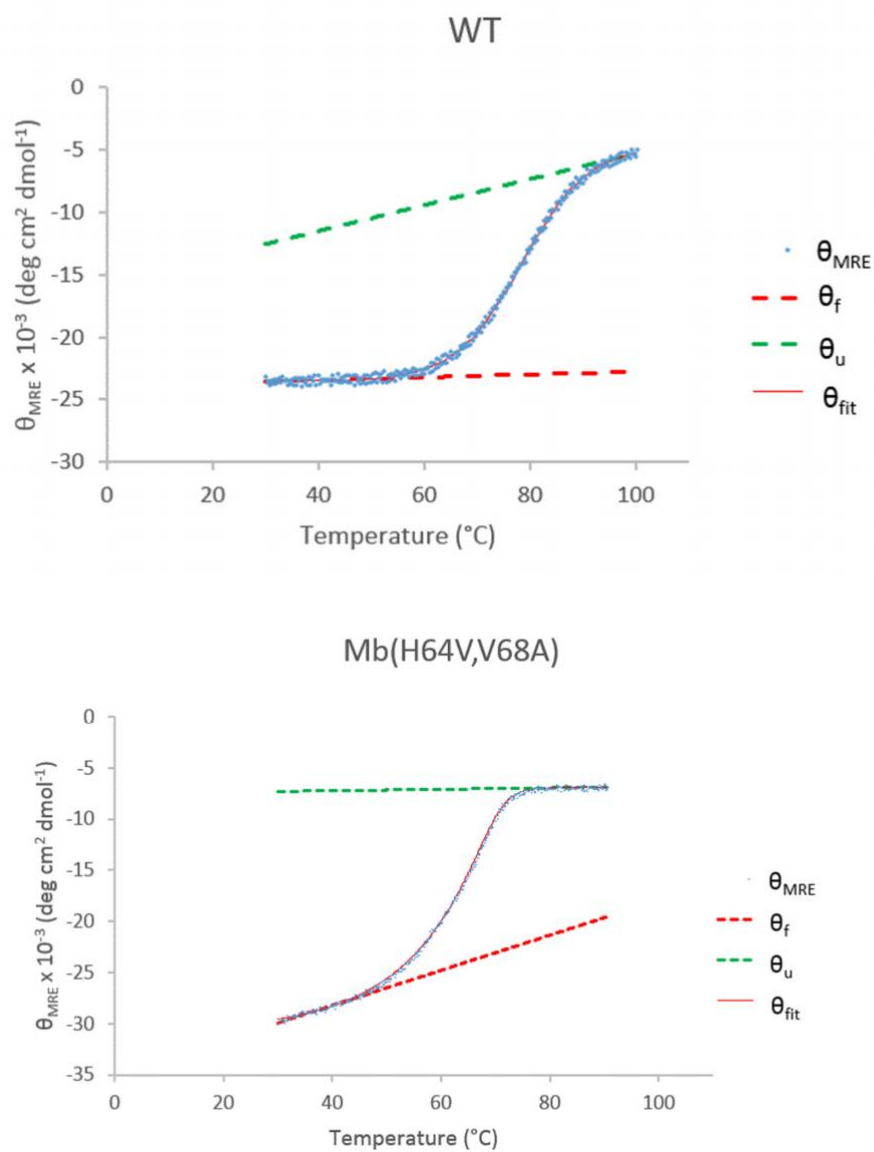 WT
0
-5
-10
-15
-20
-25
-30
θMRE x 10⁻³ (deg cm² dmol⁻¹)
0 20 40 60 80 100
Temperature (°C)
θMRE
θf
θu
θfit
Mb(H64V,V68A)
0
-5
-10
-15
-20
-25
-30
-35
θMRE x 10⁻³ (deg cm² dmol⁻¹)
0 20 40 60 80 100
Temperature (°C)
θMRE
θf
θu
θfit